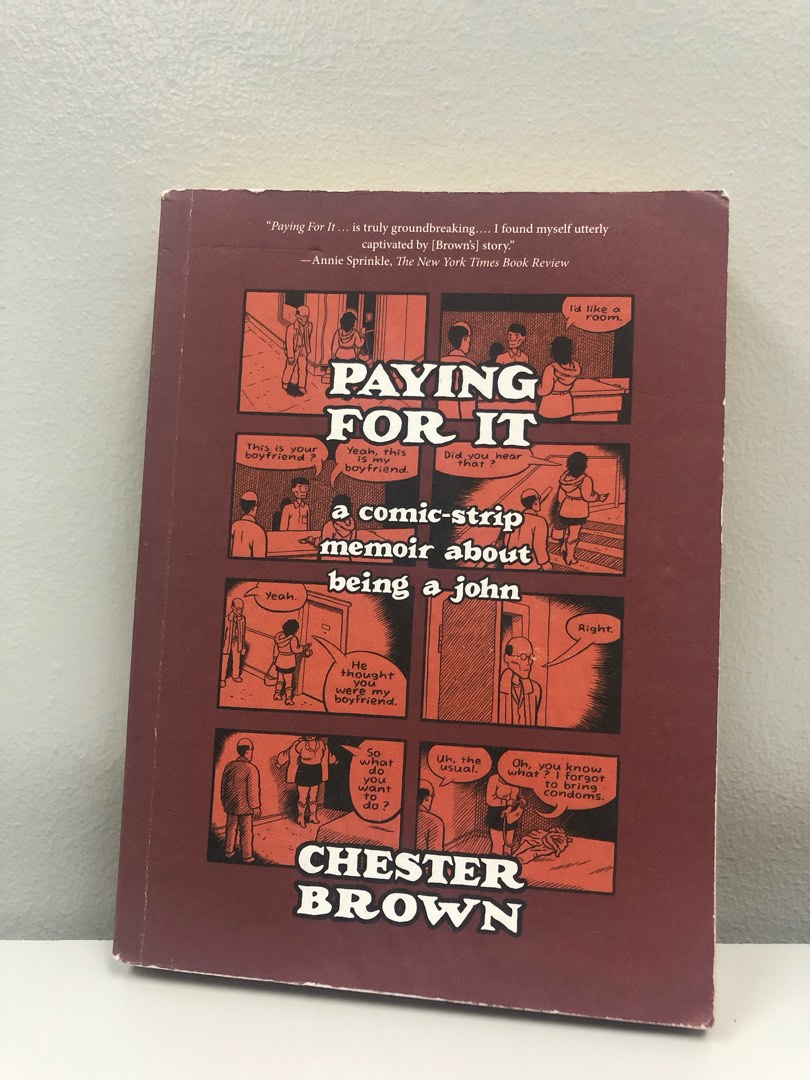 "Paying For It ... is truly groundbreaking.... I found myself utterly
captivated by [Brown's] story."
—Annie Sprinkle, The New York Times Book Review
I'd like a
room.
PAYING
FOR IT
This is your
boyfriend?
Yeah, this
is my
boyfriend.
Did you hear
that?
a comic-strip
memoir about
being a john
Yeah.
He
thought
you
were my
boyfriend.
Right.
So
what
do
you
want
to
do?
Uh, the
usual.
Oh, you know
what? I forgot
to bring
condoms.
CHESTER
BROWN